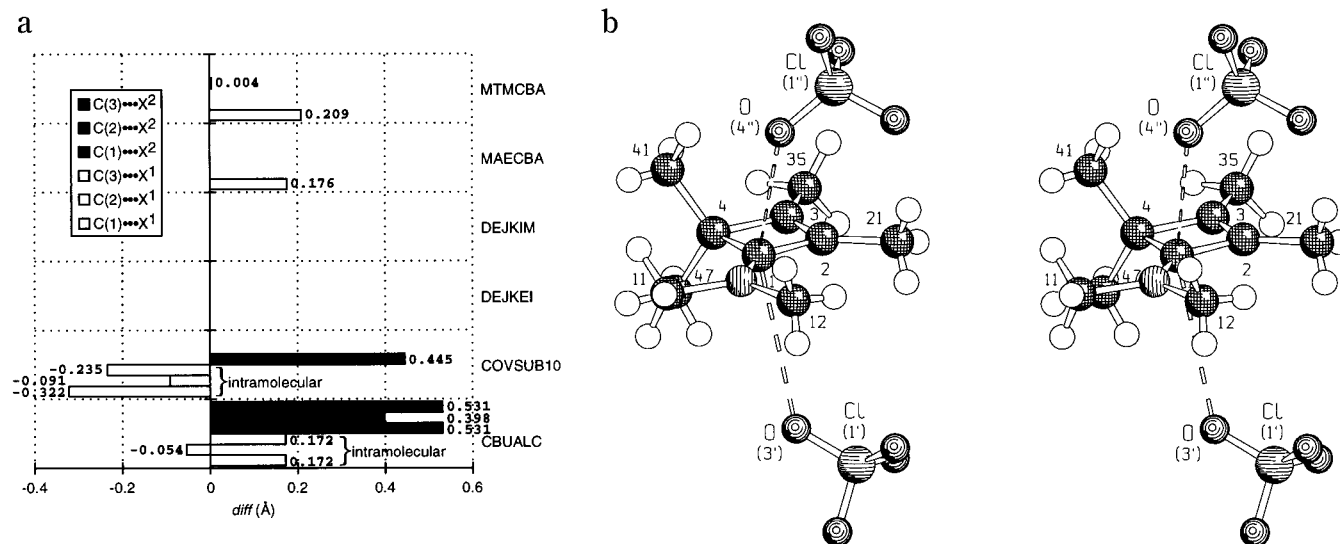 a
C(3)•••X2
C(2)•••X2
C(1)•••X2
C(3)•••X1
C(2)•••X1
C(1)•••X1
0.004
MTMCBA
0.209
MAECBA
0.176
DEJKIM
DEJKEI
0.445
COVSUB10
-0.235
-0.091
intramolecular
-0.322
0.531
0.398
0.531
CBUALC
0.172
-0.054
intramolecular
0.172
-0.4
-0.2
0
0.2
0.4
0.6
diff (Å)
b
Cl
(1")
O
(4")
41
35
4
3
21
2
11
47
1
12
Cl
(1')
O
(3')
Cl
(1")
O
(4")
41
35
4
3
21
2
11
47
12
Cl
(1')
O
(3')